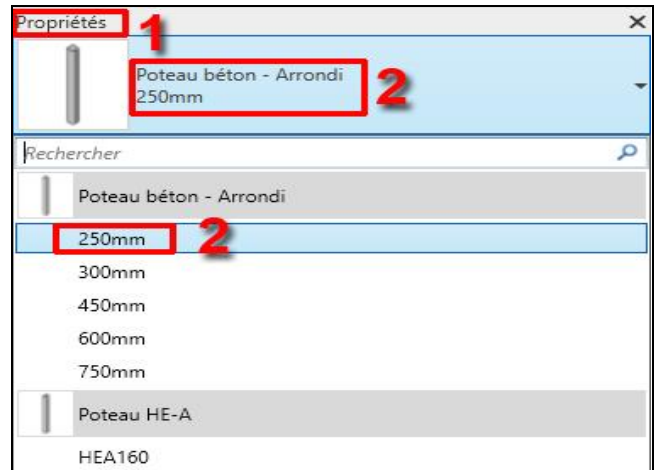 Propriétés 1
Poteau béton - Arrondi
250mm 2
Rechercher
Poteau béton - Arrondi
250mm 2
300mm
450mm
600mm
750mm
Poteau HE-A
HEA160